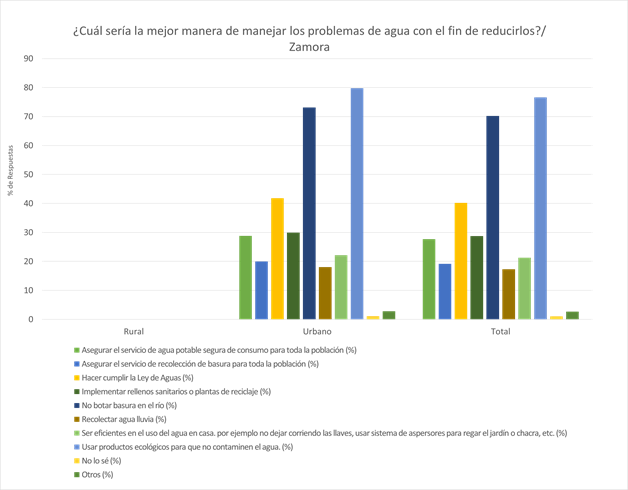 ¿Cuál sería la mejor manera de manejar los problemas de agua con el fin de reducirlos?/
Zamora
90
80
70
60
50
40
30
20
10
0
% de Respuestas
Rural
Urbano
Total
Asegurar el servicio de agua potable segura de consumo para toda la población (%)
Asegurar el servicio de recolección de basura para toda la población (%)
Hacer cumplir la Ley de Aguas (%)
Implementar rellenos sanitarios o plantas de reciclaje (%)
No botar basura en el río (%)
Recolectar agua lluvia (%)
Ser eficientes en el uso del agua en casa. por ejemplo no dejar corriendo las llaves, usar sistema de aspersores para regar el jardín o chacra, etc. (%)
Usar productos ecológicos para que no contaminen el agua. (%)
No lo sé (%)
Otros (%)